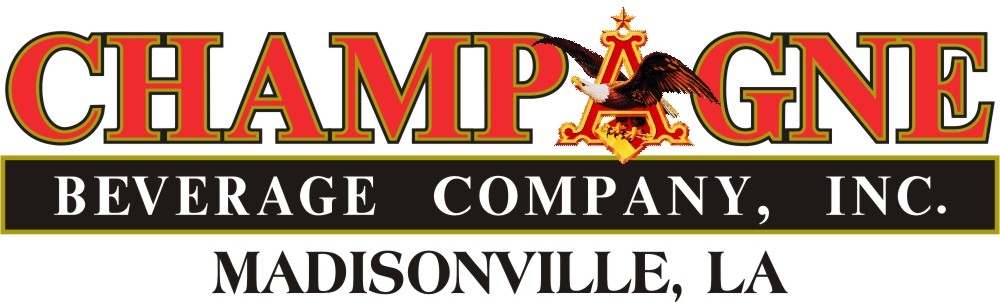 CHAMPAGNE
BEVERAGE COMPANY, INC.
MADISONVILLE, LA